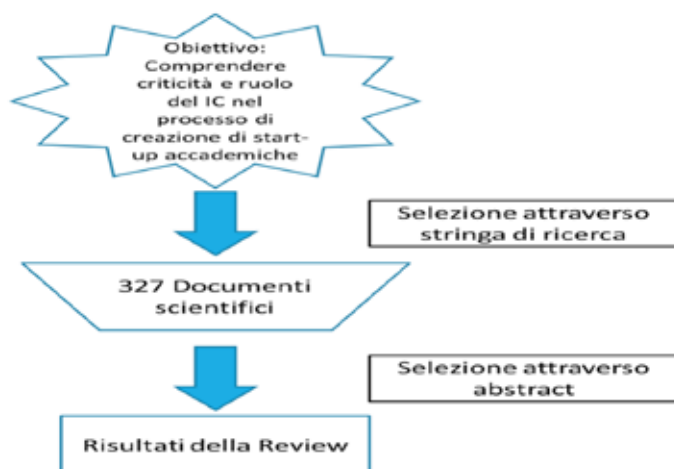 Obiettivo:
Comprendere
criticità e ruolo
del IC nel
processo di
creazione di start-
up accademiche
Selezione attraverso
stringa di ricerca
327 Documenti
scientifici
Selezione attraverso
abstract
Risultati della Review